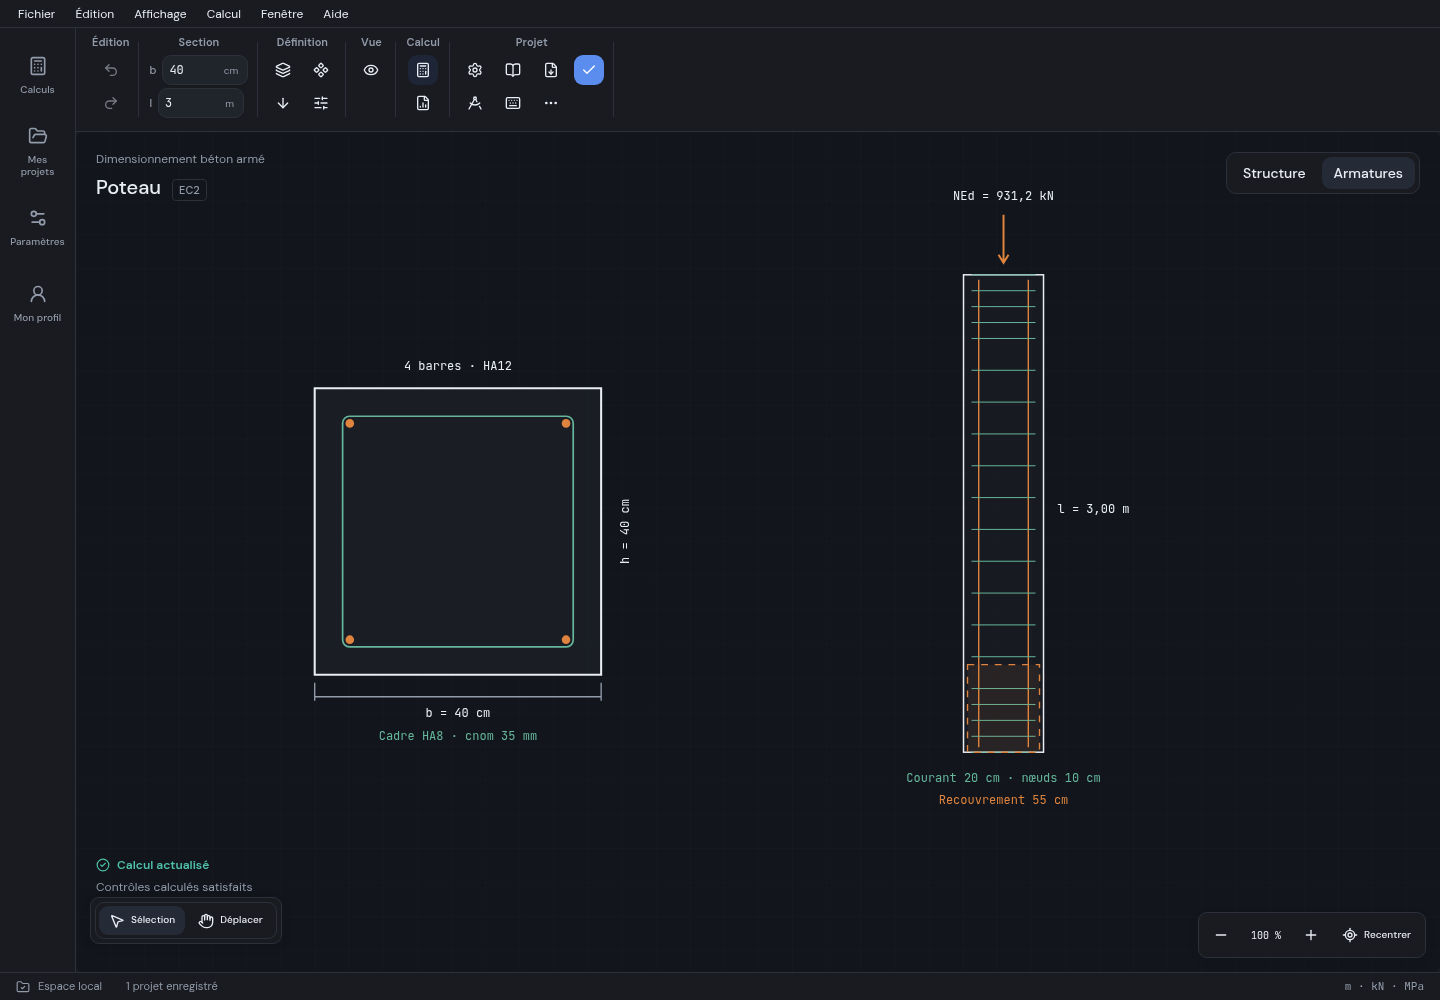 Fichier Édition Affichage Calcul Fenêtre Aide
Édition Section Définition Vue Calcul Projet
b 40 cm
l 3 m
Calculs
Mes
projets
Paramètres
Mon profil
Dimensionnement béton armé
Poteau EC2
Structure Armatures
NEd = 931,2 kN
4 barres · HA12
h = 40 cm
l = 3,00 m
b = 40 cm
Cadre HA8 · cnom 35 mm
Courant 20 cm · nœuds 10 cm
Recouvrement 55 cm
Calcul actualisé
Contrôles calculés satisfaits
Sélection Déplacer
100 % Recentrer
Espace local 1 projet enregistré m · kN · MPa